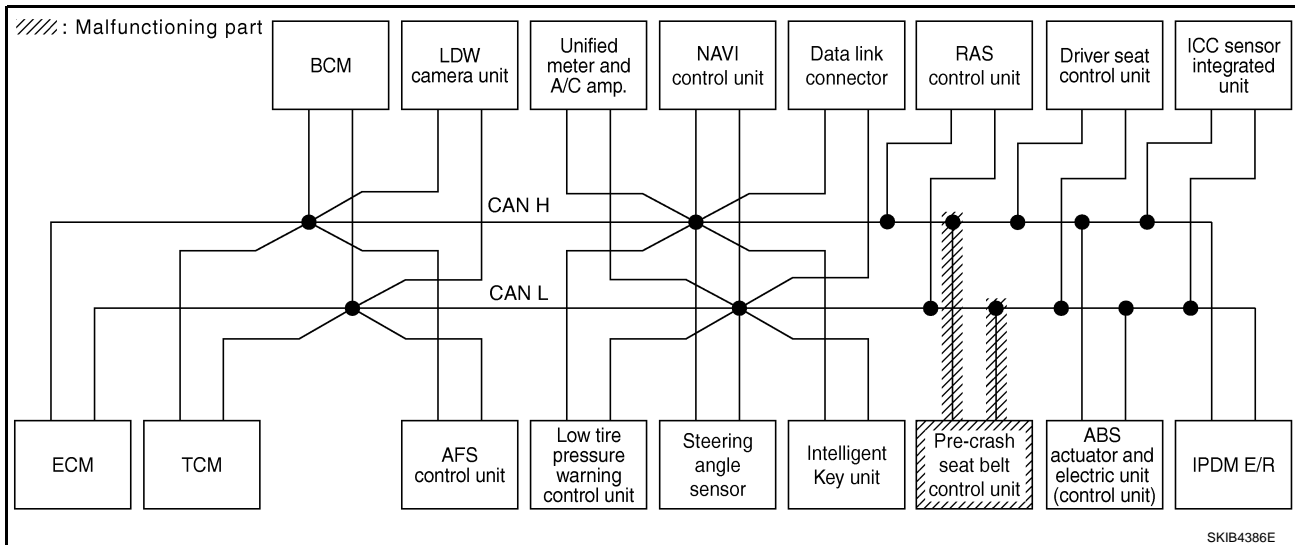 : Malfunctioning part
BCM
LDW
camera unit
Unified
meter and
A/C amp.
NAVI
control unit
Data link
connector
RAS
control unit
Driver seat
control unit
ICC sensor
integrated
unit
CAN H
CAN L
ECM
TCM
AFS
control unit
Low tire
pressure
warning
control unit
Steering
angle
sensor
Intelligent
Key unit
Pre-crash
seat belt
control unit
ABS
actuator and
electric unit
(control unit)
IPDM E/R
SKIB4386E